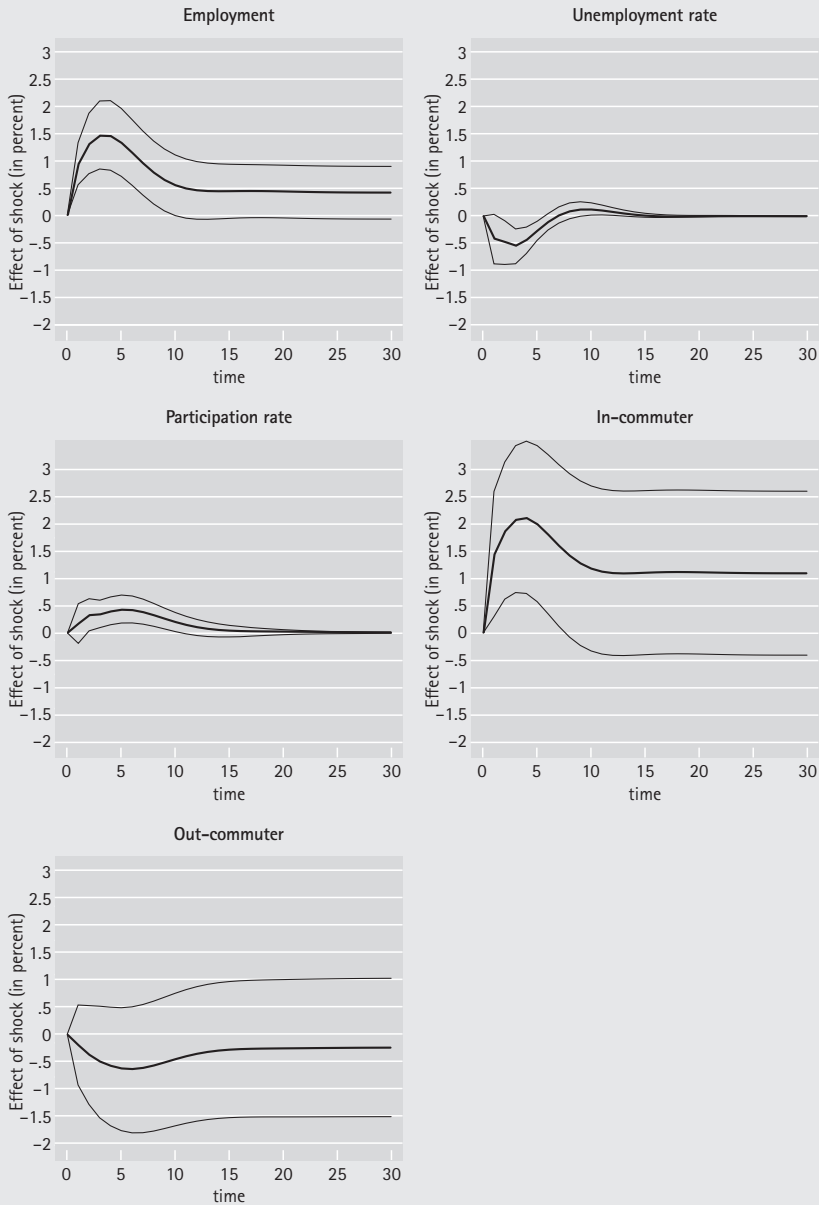 Employment
Effect of shock (in percent)
3
2.5
2
1.5
1
.5
0
–.5
–1
–1.5
–2
0 5 10 15 20 25 30
time
Unemployment rate
Effect of shock (in percent)
3
2.5
2
1.5
1
.5
0
–.5
–1
–1.5
–2
0 5 10 15 20 25 30
time
Participation rate
Effect of shock (in percent)
3
2.5
2
1.5
1
.5
0
–.5
–1
–1.5
–2
0 5 10 15 20 25 30
time
In-commuter
Effect of shock (in percent)
3
2.5
2
1.5
1
.5
0
–.5
–1
–1.5
–2
0 5 10 15 20 25 30
time
Out-commuter
Effect of shock (in percent)
3
2.5
2
1.5
1
.5
0
–.5
–1
–1.5
–2
0 5 10 15 20 25 30
time